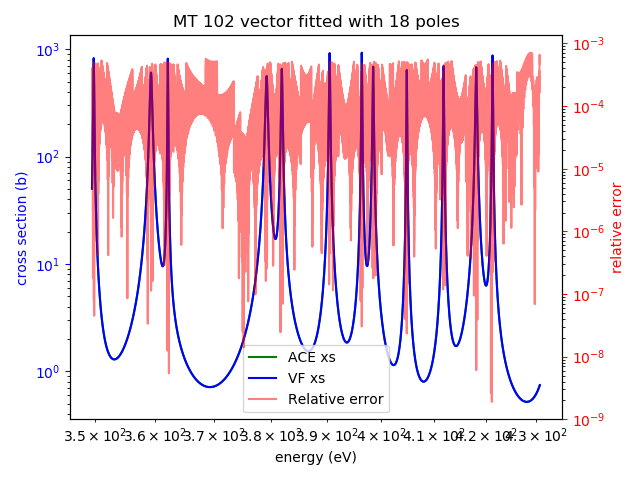 MT 102 vector fitted with 18 poles
10³
10²
10¹
10⁰
cross section (b)
10⁻³
10⁻⁴
10⁻⁵
10⁻⁶
10⁻⁷
10⁻⁸
10⁻⁹
relative error
ACE xs
VF xs
Relative error
3.5 × 10² 3.6 × 10² 3.7 × 10² 3.8 × 10² 3.9 × 10² 4 × 10² 4.1 × 10² 4.2 × 10² 4.3 × 10²
energy (eV)